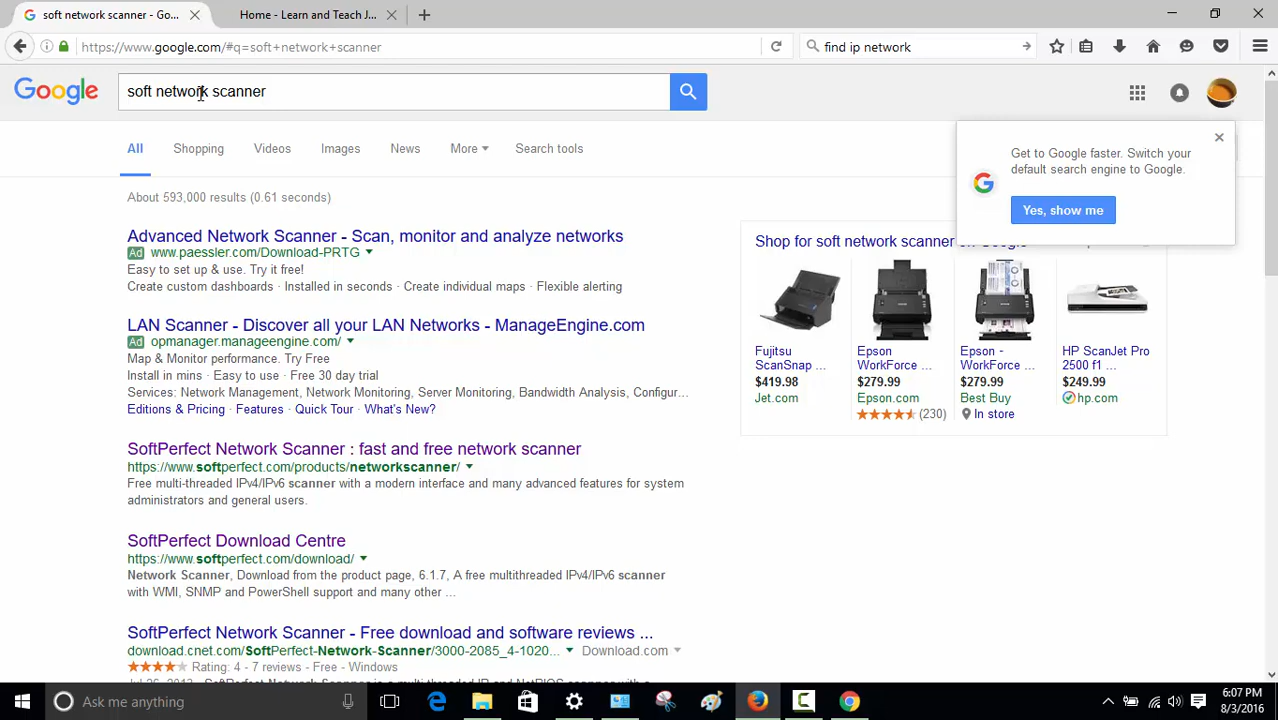 soft network scanner - Go...
Home - Learn and Teach J...
https://www.google.com/#q=soft+network+scanner
find ip network
Google
soft network scanner
All
Shopping
Videos
Images
News
More
Search tools
Get to Google faster. Switch your
default search engine to Google.
Yes, show me
About 593,000 results (0.61 seconds)
Advanced Network Scanner - Scan, monitor and analyze networks
Ad www.paessler.com/Download-PRTG
Easy to set up & use. Try it free!
Create custom dashboards · Installed in seconds · Create individual maps · Flexible alerting
LAN Scanner - Discover all your LAN Networks - ManageEngine.com
Ad opmanager.manageengine.com/
Map & Monitor performance. Try Free
Install in mins · Easy to use · Free 30 day trial
Services: Network Management, Network Monitoring, Server Monitoring, Bandwidth Analysis, Configur...
Editions & Pricing · Features · Quick Tour · What's New?
SoftPerfect Network Scanner : fast and free network scanner
https://www.softperfect.com/products/networkscanner/
Free multi-threaded IPv4/IPv6 scanner with a modern interface and many advanced features for system
administrators and general users.
SoftPerfect Download Centre
https://www.softperfect.com/download/
Network Scanner, Download from the product page, 6.1.7, A free multithreaded IPv4/IPv6 scanner
with WMI, SNMP and PowerShell support and many other ...
SoftPerfect Network Scanner - Free download and software reviews ...
download.cnet.com/SoftPerfect-Network-Scanner/3000-2085_4-1020... Download.com
Rating: 4 - 7 reviews - Free - Windows
Shop for soft network scanner on Google
Fujitsu
ScanSnap ...
$419.98
Jet.com
Epson
WorkForce ...
$279.99
Epson.com
(230)
Epson -
WorkForce ...
$279.99
Best Buy
In store
HP ScanJet Pro
2500 f1 ...
$249.99
hp.com
Ask me anything
6:07 PM
8/3/2016